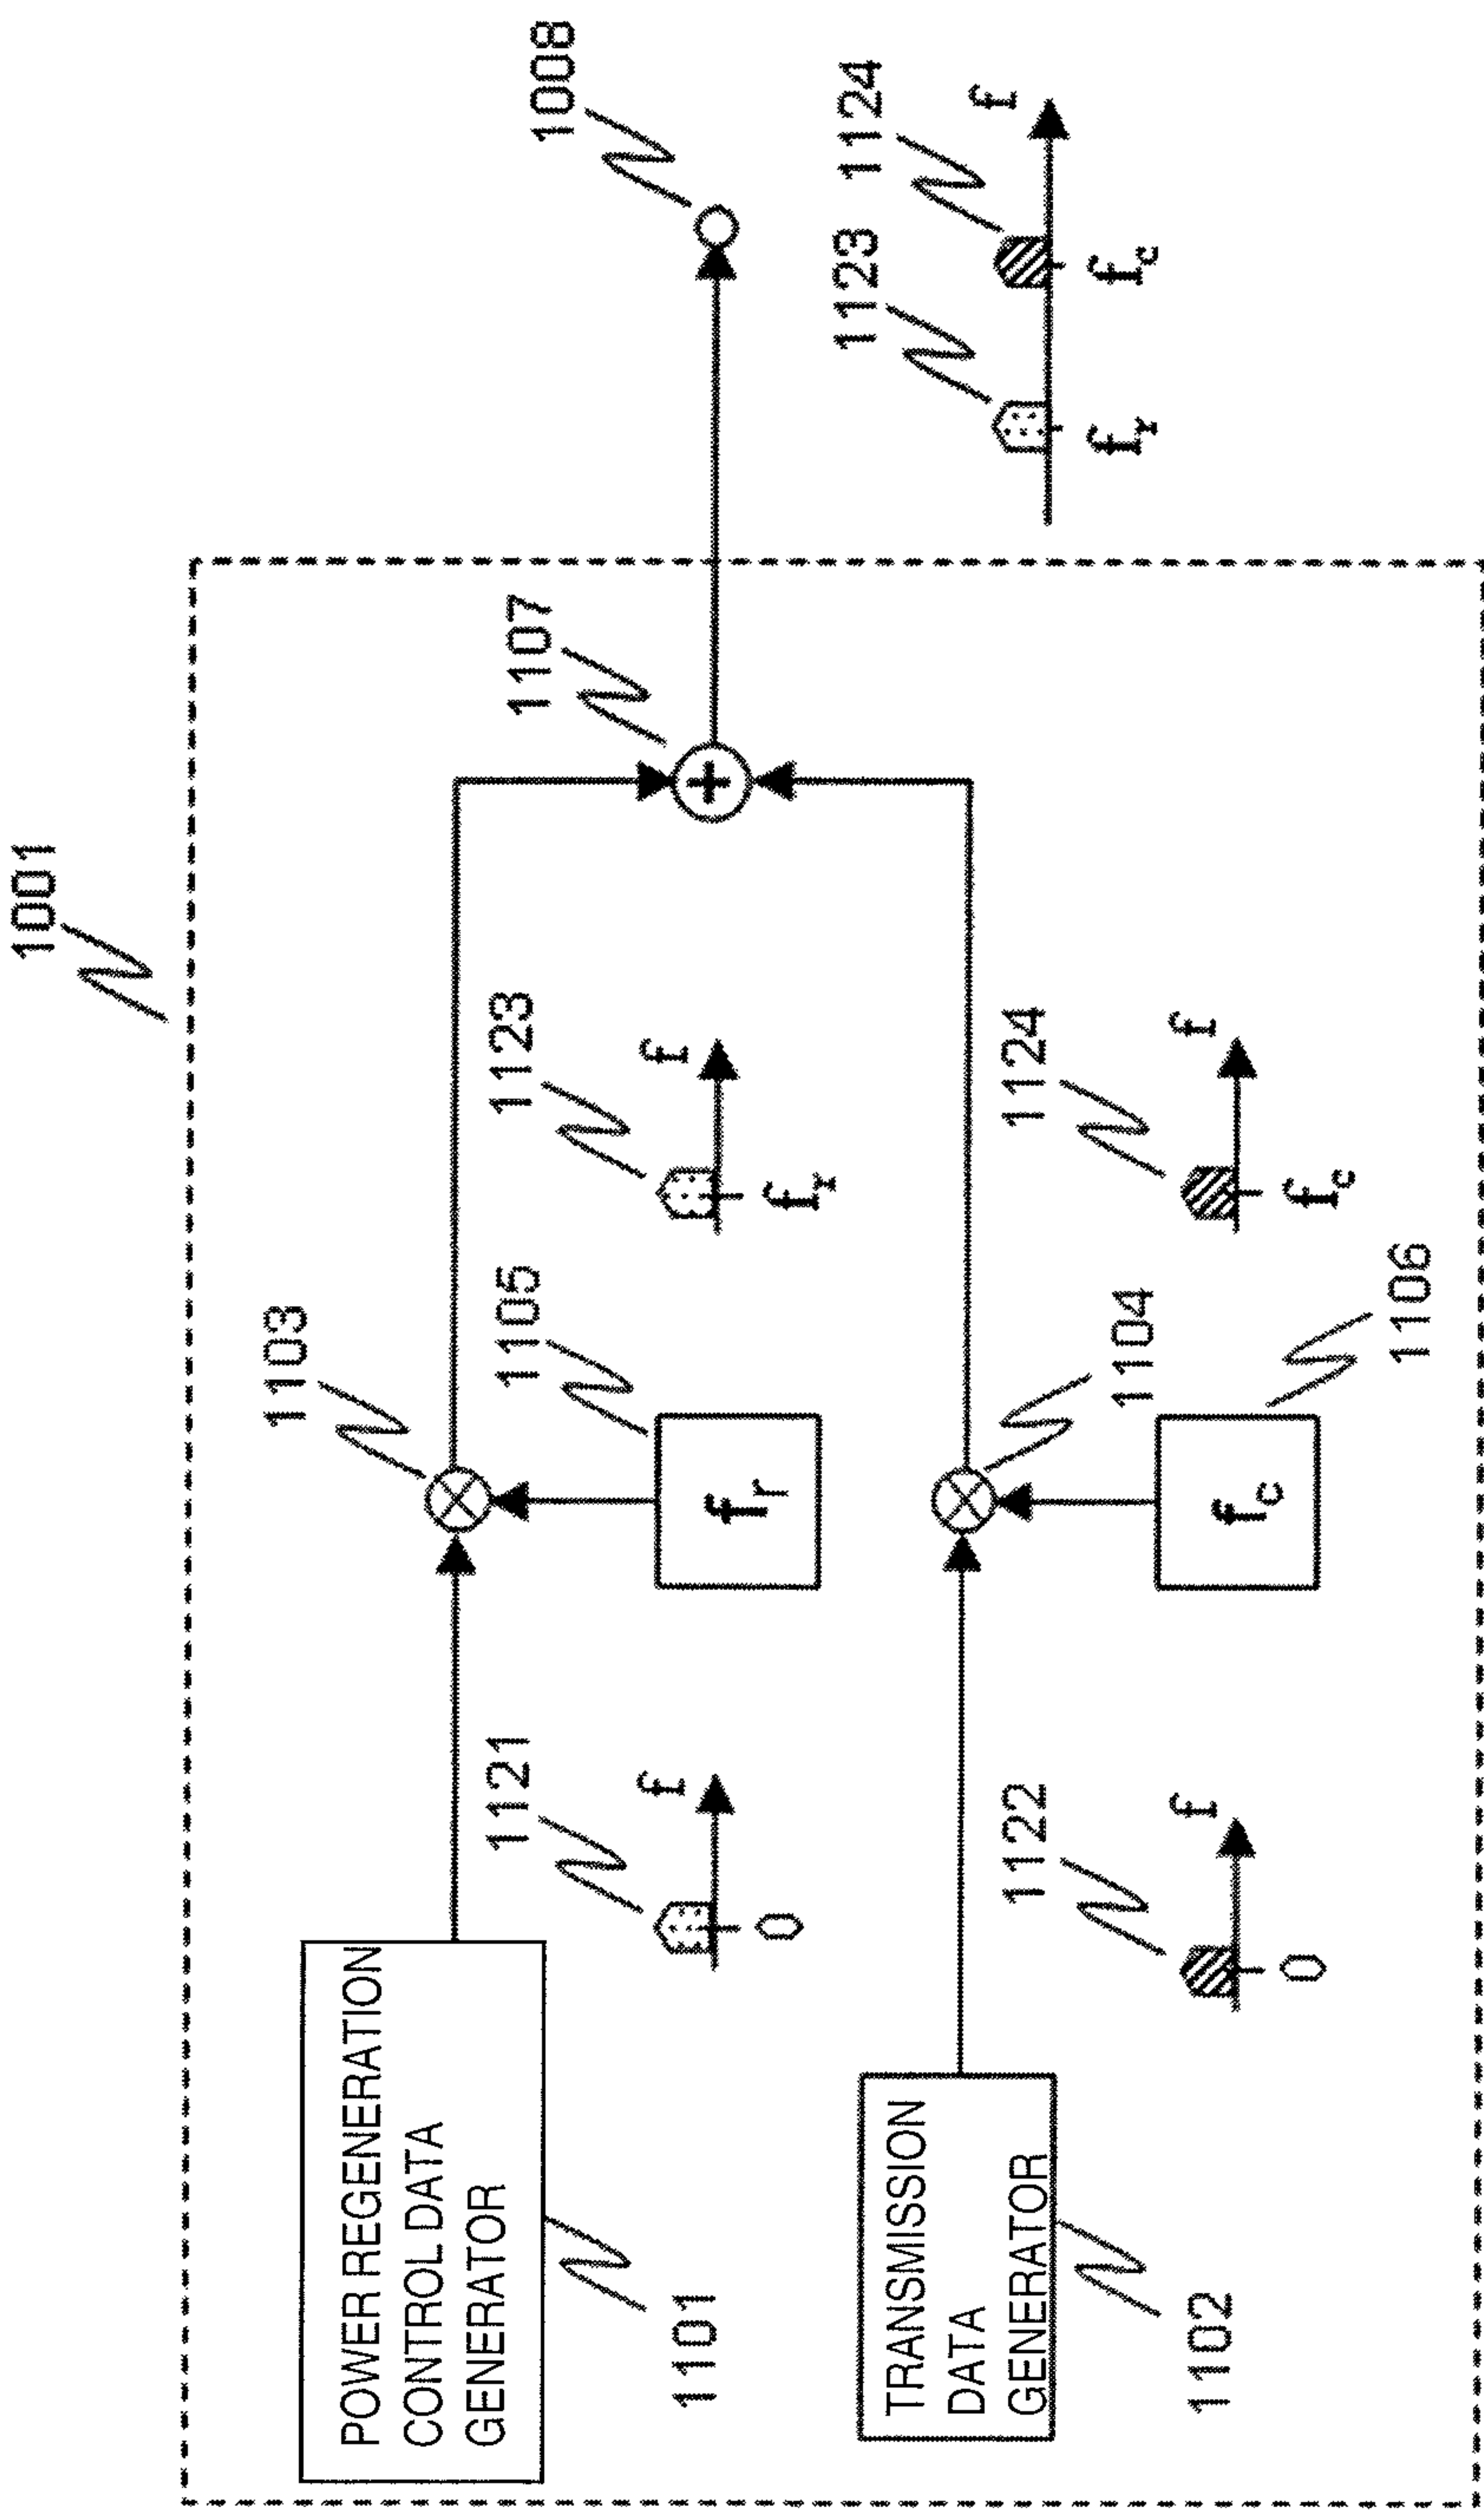 1001
POWER REGENERATION
CONTROL DATA
GENERATOR
1101
1121
f
0
1103
1105
fr
1123
f
fr
1107
1008
TRANSMISSION
DATA
GENERATOR
1102
1122
f
0
1104
fc
1106
1124
f
fc
1123
1124
f
fr
fc